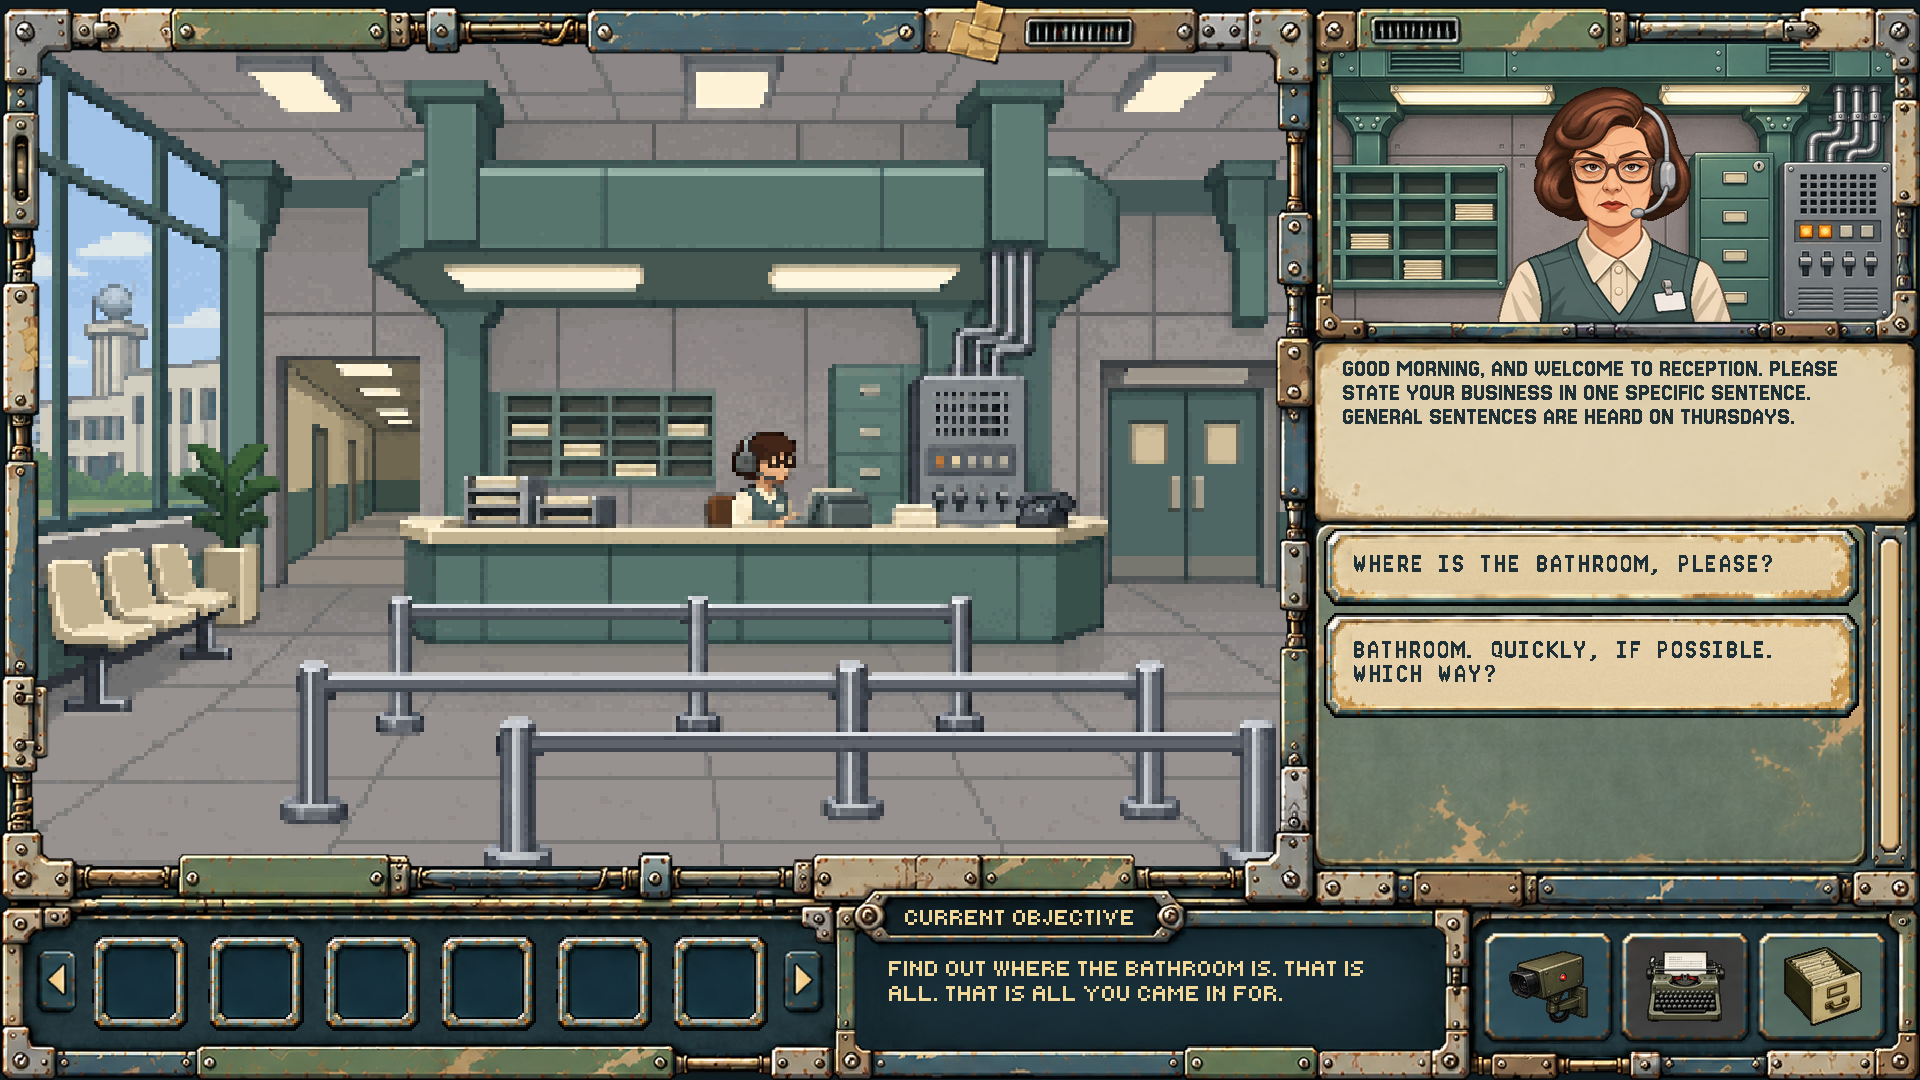 GOOD MORNING, AND WELCOME TO RECEPTION. PLEASE
STATE YOUR BUSINESS IN ONE SPECIFIC SENTENCE.
GENERAL SENTENCES ARE HEARD ON THURSDAYS.
WHERE IS THE BATHROOM, PLEASE?
BATHROOM. QUICKLY, IF POSSIBLE.
WHICH WAY?
CURRENT OBJECTIVE
FIND OUT WHERE THE BATHROOM IS. THAT IS
ALL. THAT IS ALL YOU CAME IN FOR.